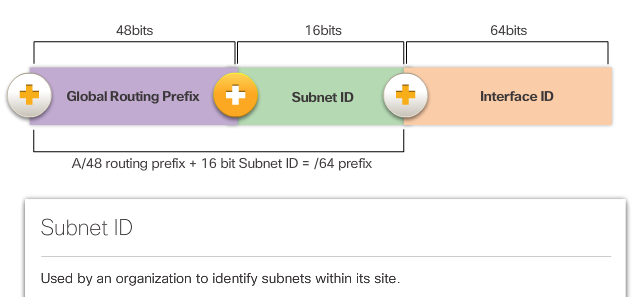 48bits 16bits 64bits
Global Routing Prefix Subnet ID Interface ID
A/48 routing prefix + 16 bit Subnet ID = /64 prefix
Subnet ID
Used by an organization to identify subnets within its site.